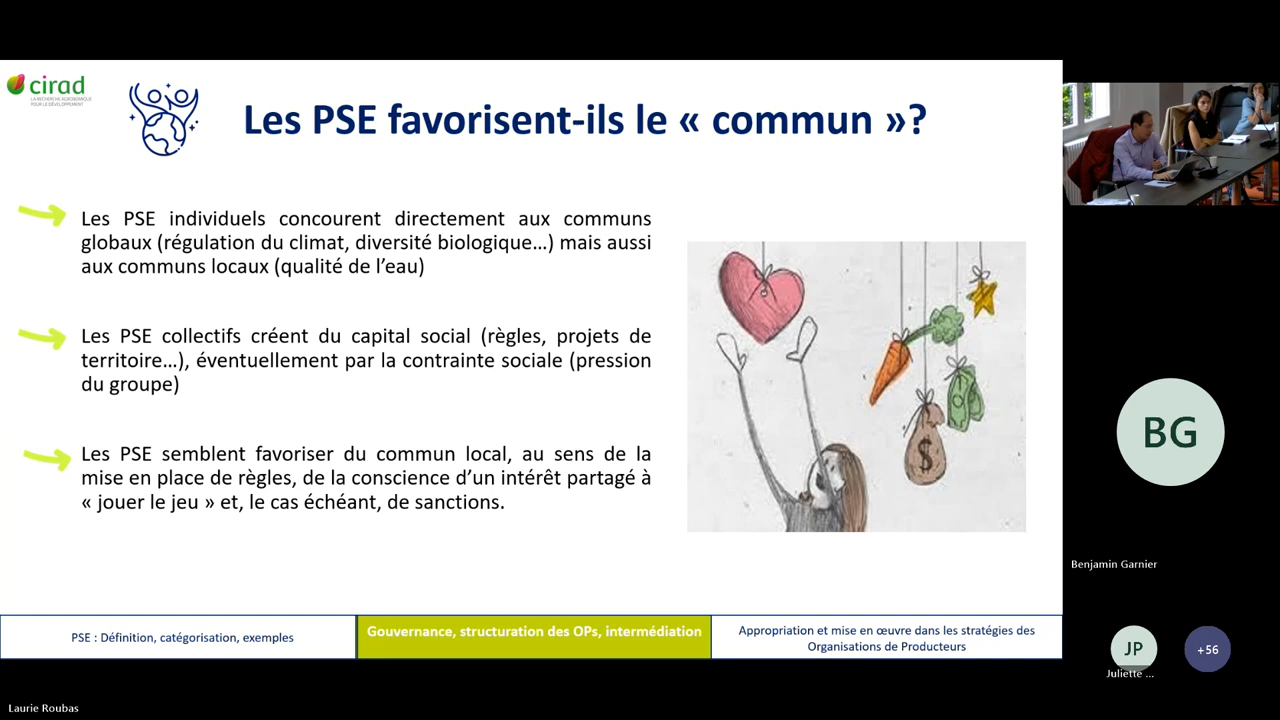 cirad
LA RECHERCHE AGRONOMIQUE
POUR LE DÉVELOPPEMENT
Les PSE favorisent-ils le « commun »?
Les PSE individuels concourent directement aux communs
globaux (régulation du climat, diversité biologique…) mais aussi
aux communs locaux (qualité de l’eau)
Les PSE collectifs créent du capital social (règles, projets de
territoire…), éventuellement par la contrainte sociale (pression
du groupe)
Les PSE semblent favoriser du commun local, au sens de la
mise en place de règles, de la conscience d’un intérêt partagé à
« jouer le jeu » et, le cas échéant, de sanctions.
$
PSE : Définition, catégorisation, exemples
Gouvernance, structuration des OPs, intermédiation
Appropriation et mise en œuvre dans les stratégies des
Organisations de Producteurs
BG
Benjamin Garnier
JP
+56
Juliette ...
Laurie Roubas